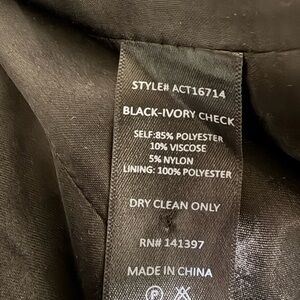 STYLE# ACT16714
BLACK-IVORY CHECK
SELF:85% POLYESTER
10% VISCOSE
5% NYLON
LINING: 100% POLYESTER
DRY CLEAN ONLY
RN# 141397
MADE IN CHINA
P